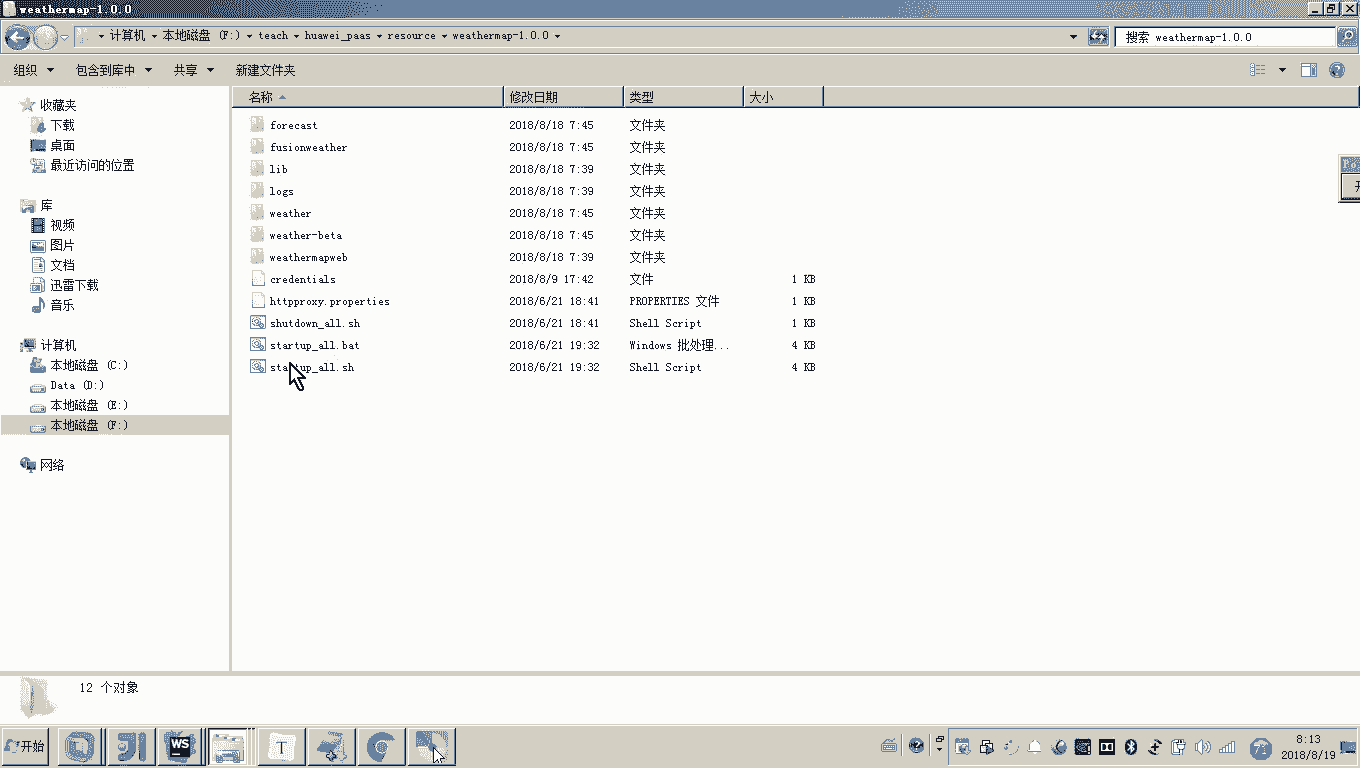 weathermap-1.0.0
计算机 本地磁盘 (F:) teach huawei_paas resource weathermap-1.0.0
搜索 weathermap-1.0.0
组织 包含到库中 共享 新建文件夹
收藏夹
下载
桌面
最近访问的位置
库
视频
图片
文档
迅雷下载
音乐
计算机
本地磁盘 (C:)
Data (D:)
本地磁盘 (E:)
本地磁盘 (F:)
网络
名称 修改日期 类型 大小
forecast 2018/8/18 7:45 文件夹
fusionweather 2018/8/18 7:45 文件夹
lib 2018/8/18 7:39 文件夹
logs 2018/8/18 7:39 文件夹
weather 2018/8/18 7:45 文件夹
weather-beta 2018/8/18 7:45 文件夹
weathermapweb 2018/8/18 7:39 文件夹
credentials 2018/8/9 17:42 文件 1 KB
httpproxy.properties 2018/6/21 18:41 PROPERTIES 文件 1 KB
shutdown_all.sh 2018/6/21 18:41 Shell Script 1 KB
startup_all.bat 2018/6/21 19:32 Windows 批处理... 4 KB
startup_all.sh 2018/6/21 19:32 Shell Script 4 KB
12 个对象
开始
WS
T
71
8:13
2018/8/19